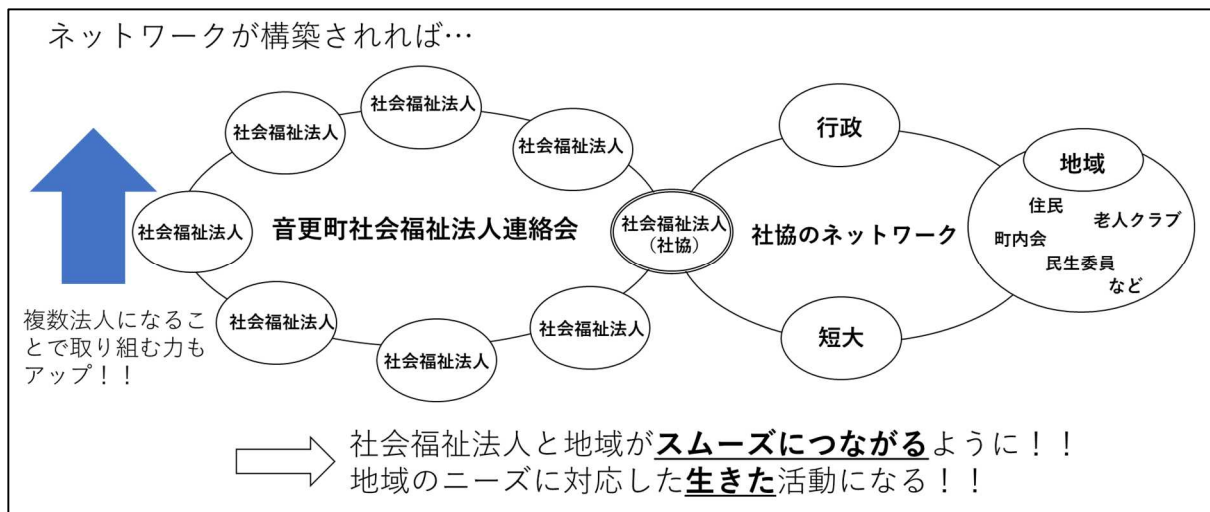 ネットワークが構築されれば…
社会福祉法人
社会福祉法人
社会福祉法人
社会福祉法人
音更町社会福祉法人連絡会
社会福祉法人
（社協）
社会福祉法人
社会福祉法人
社会福祉法人
行政
社協のネットワーク
短大
地域
住民
老人クラブ
町内会
民生委員
など
複数法人になるこ
とで取り組む力も
アップ！！
社会福祉法人と地域がスムーズにつながるように！！
地域のニーズに対応した生きた活動になる！！